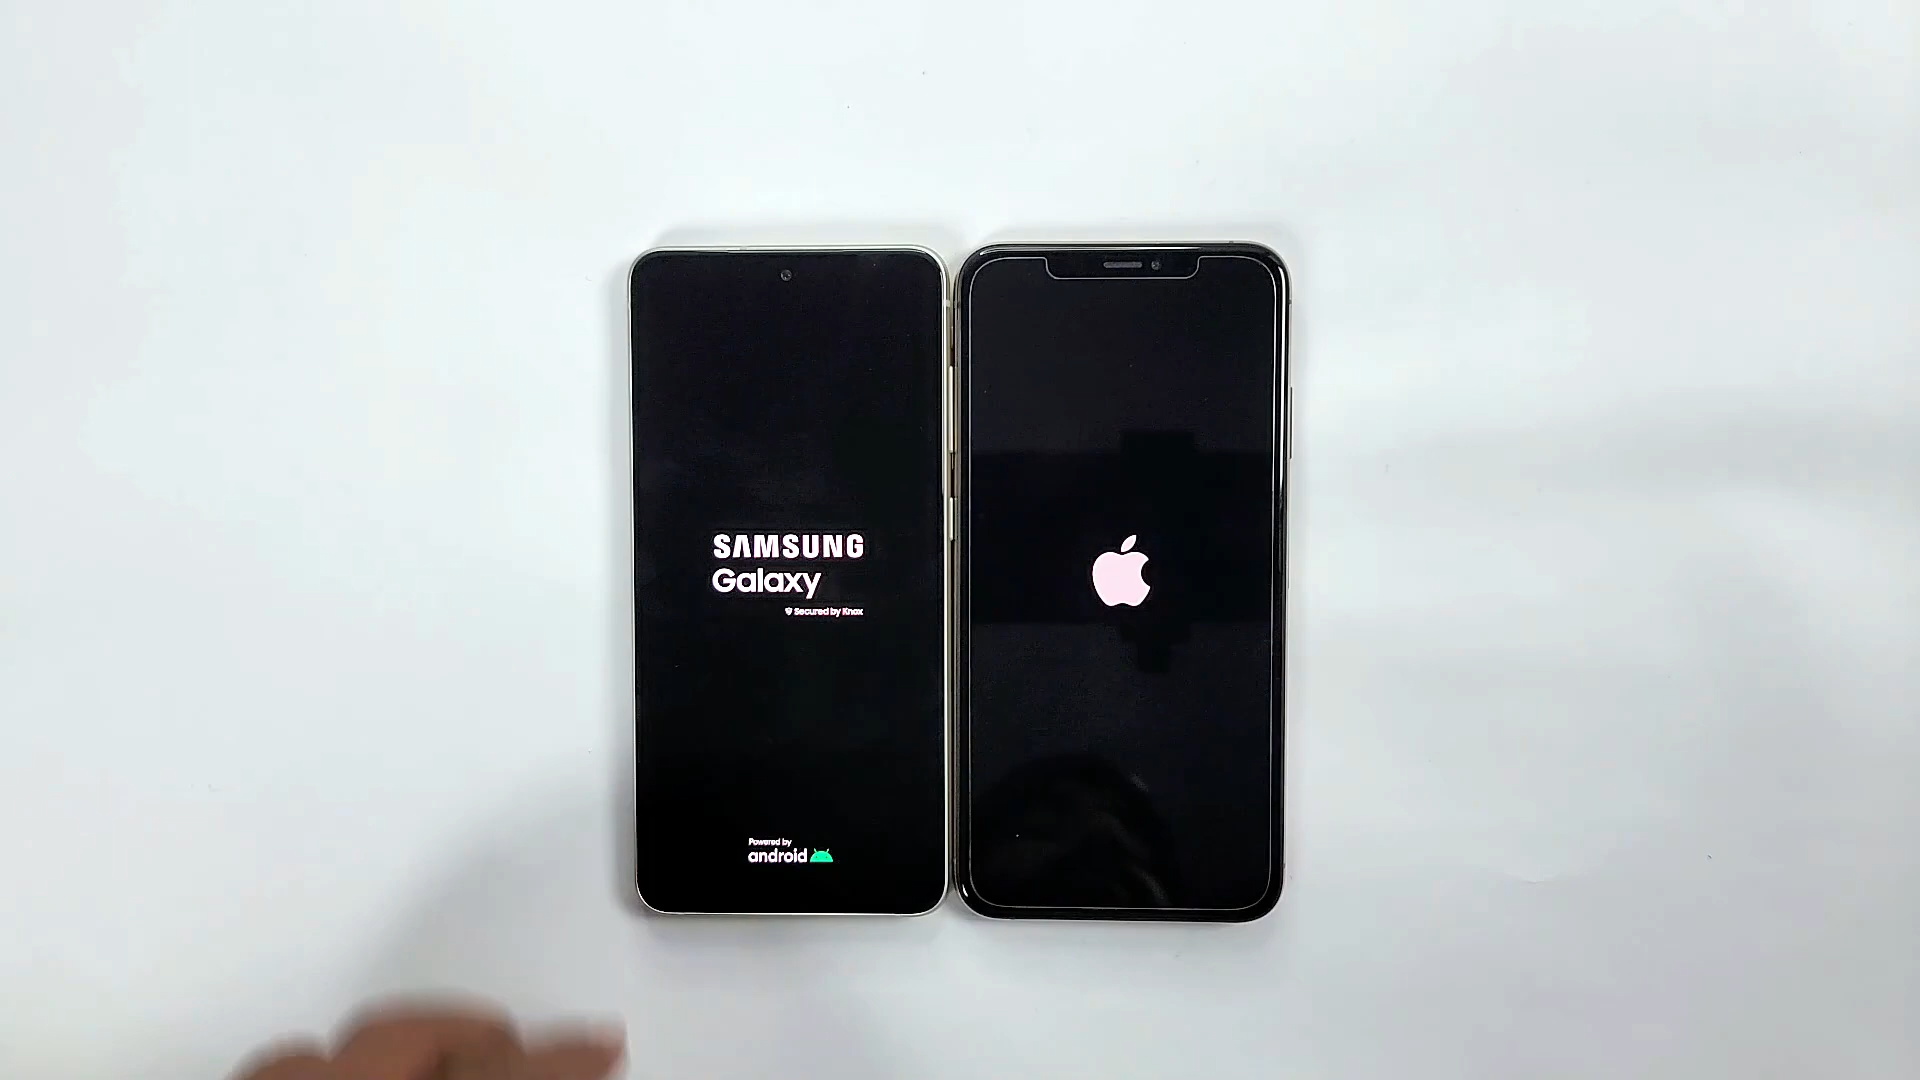 SAMSUNG
Galaxy
Secured by Knox
Powered by
android